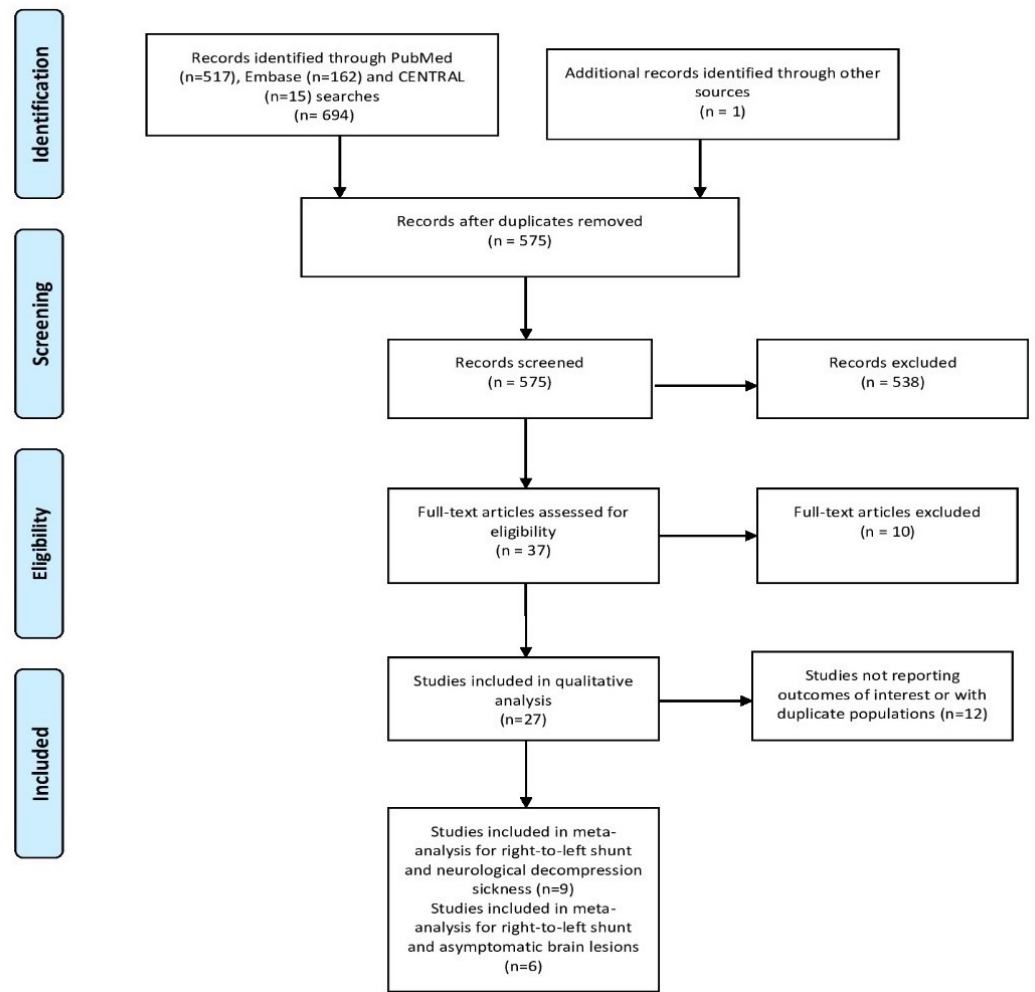 Identification
Records identified through PubMed
(n=517), Embase (n=162) and CENTRAL
(n=15) searches
(n= 694)
Additional records identified through other
sources
(n = 1)
Records after duplicates removed
(n = 575)
Screening
Records screened
(n = 575)
Records excluded
(n = 538)
Eligibility
Full-text articles assessed for
eligibility
(n = 37)
Full-text articles excluded
(n = 10)
Included
Studies included in qualitative
analysis
(n=27)
Studies not reporting
outcomes of interest or with
duplicate populations (n=12)
Studies included in meta-
analysis for right-to-left shunt
and neurological decompression
sickness (n=9)
Studies included in meta-
analysis for right-to-left shunt
and asymptomatic brain lesions
(n=6)